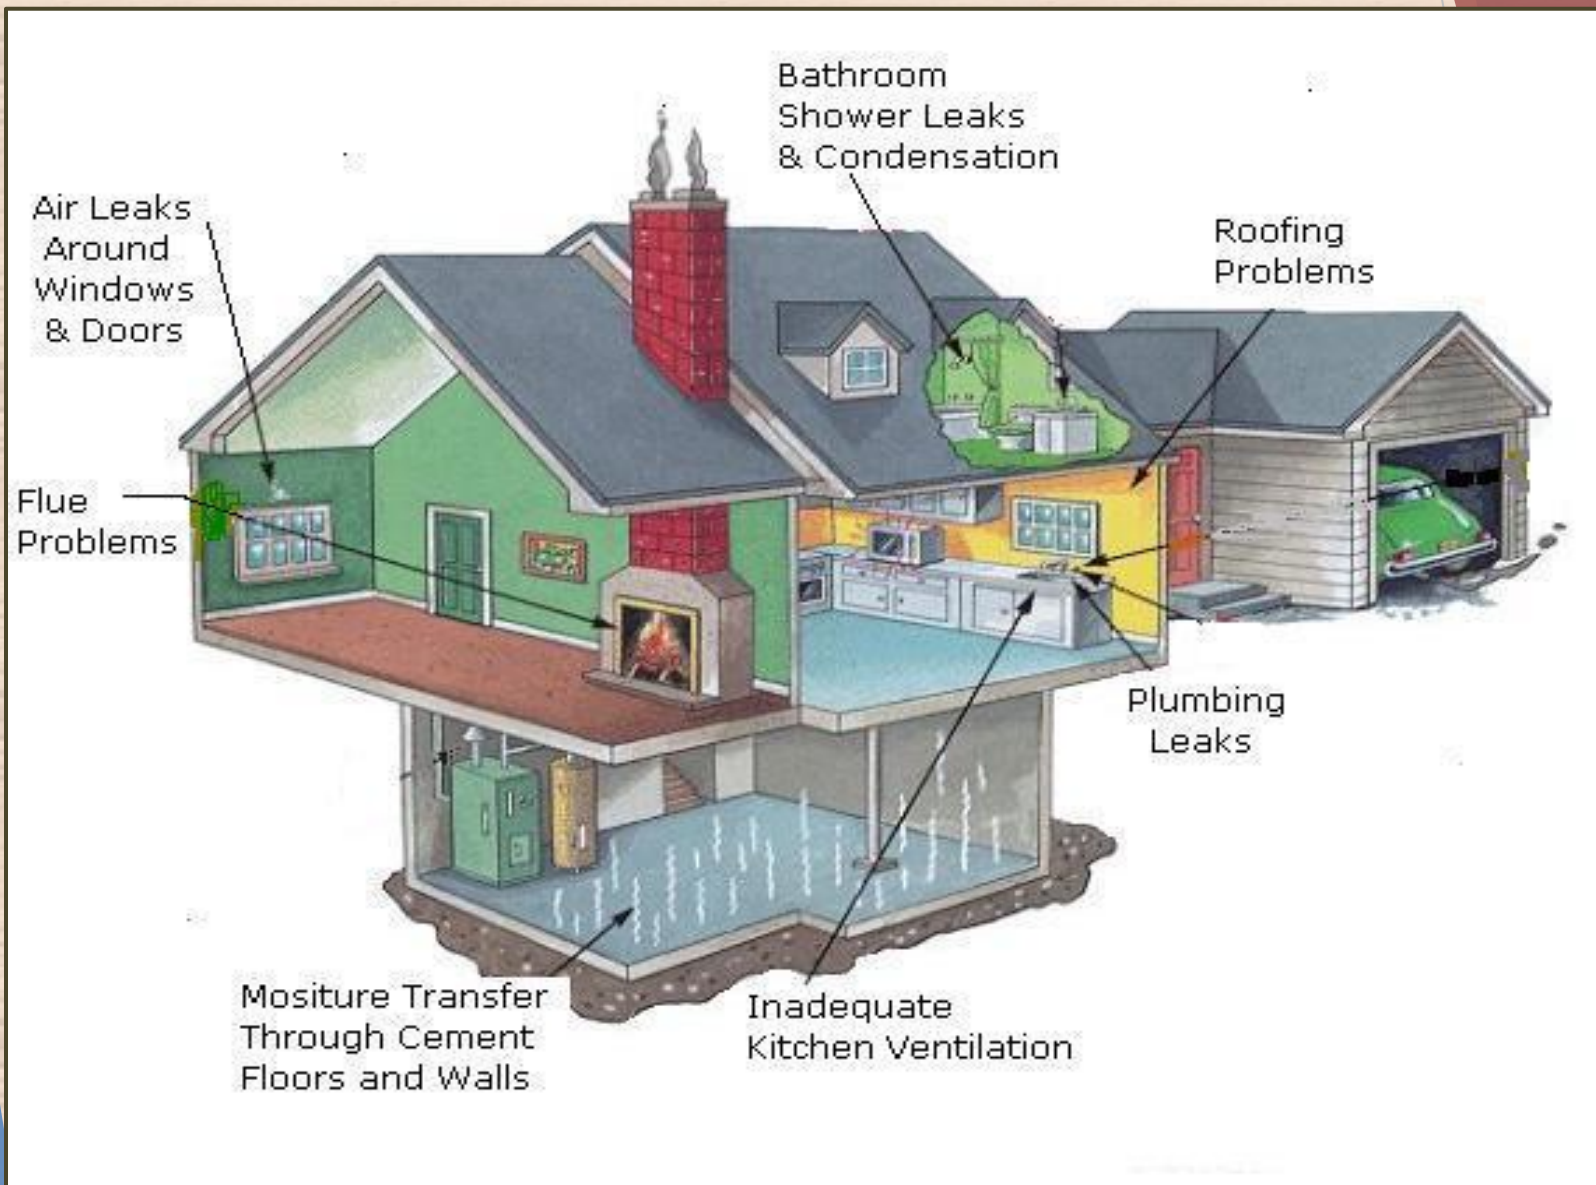 Bathroom
Shower Leaks
& Condensation
Air Leaks
Around
Windows
& Doors
Roofing
Problems
Flue
Problems
Plumbing
Leaks
Mositure Transfer
Through Cement
Floors and Walls
Inadequate
Kitchen Ventilation